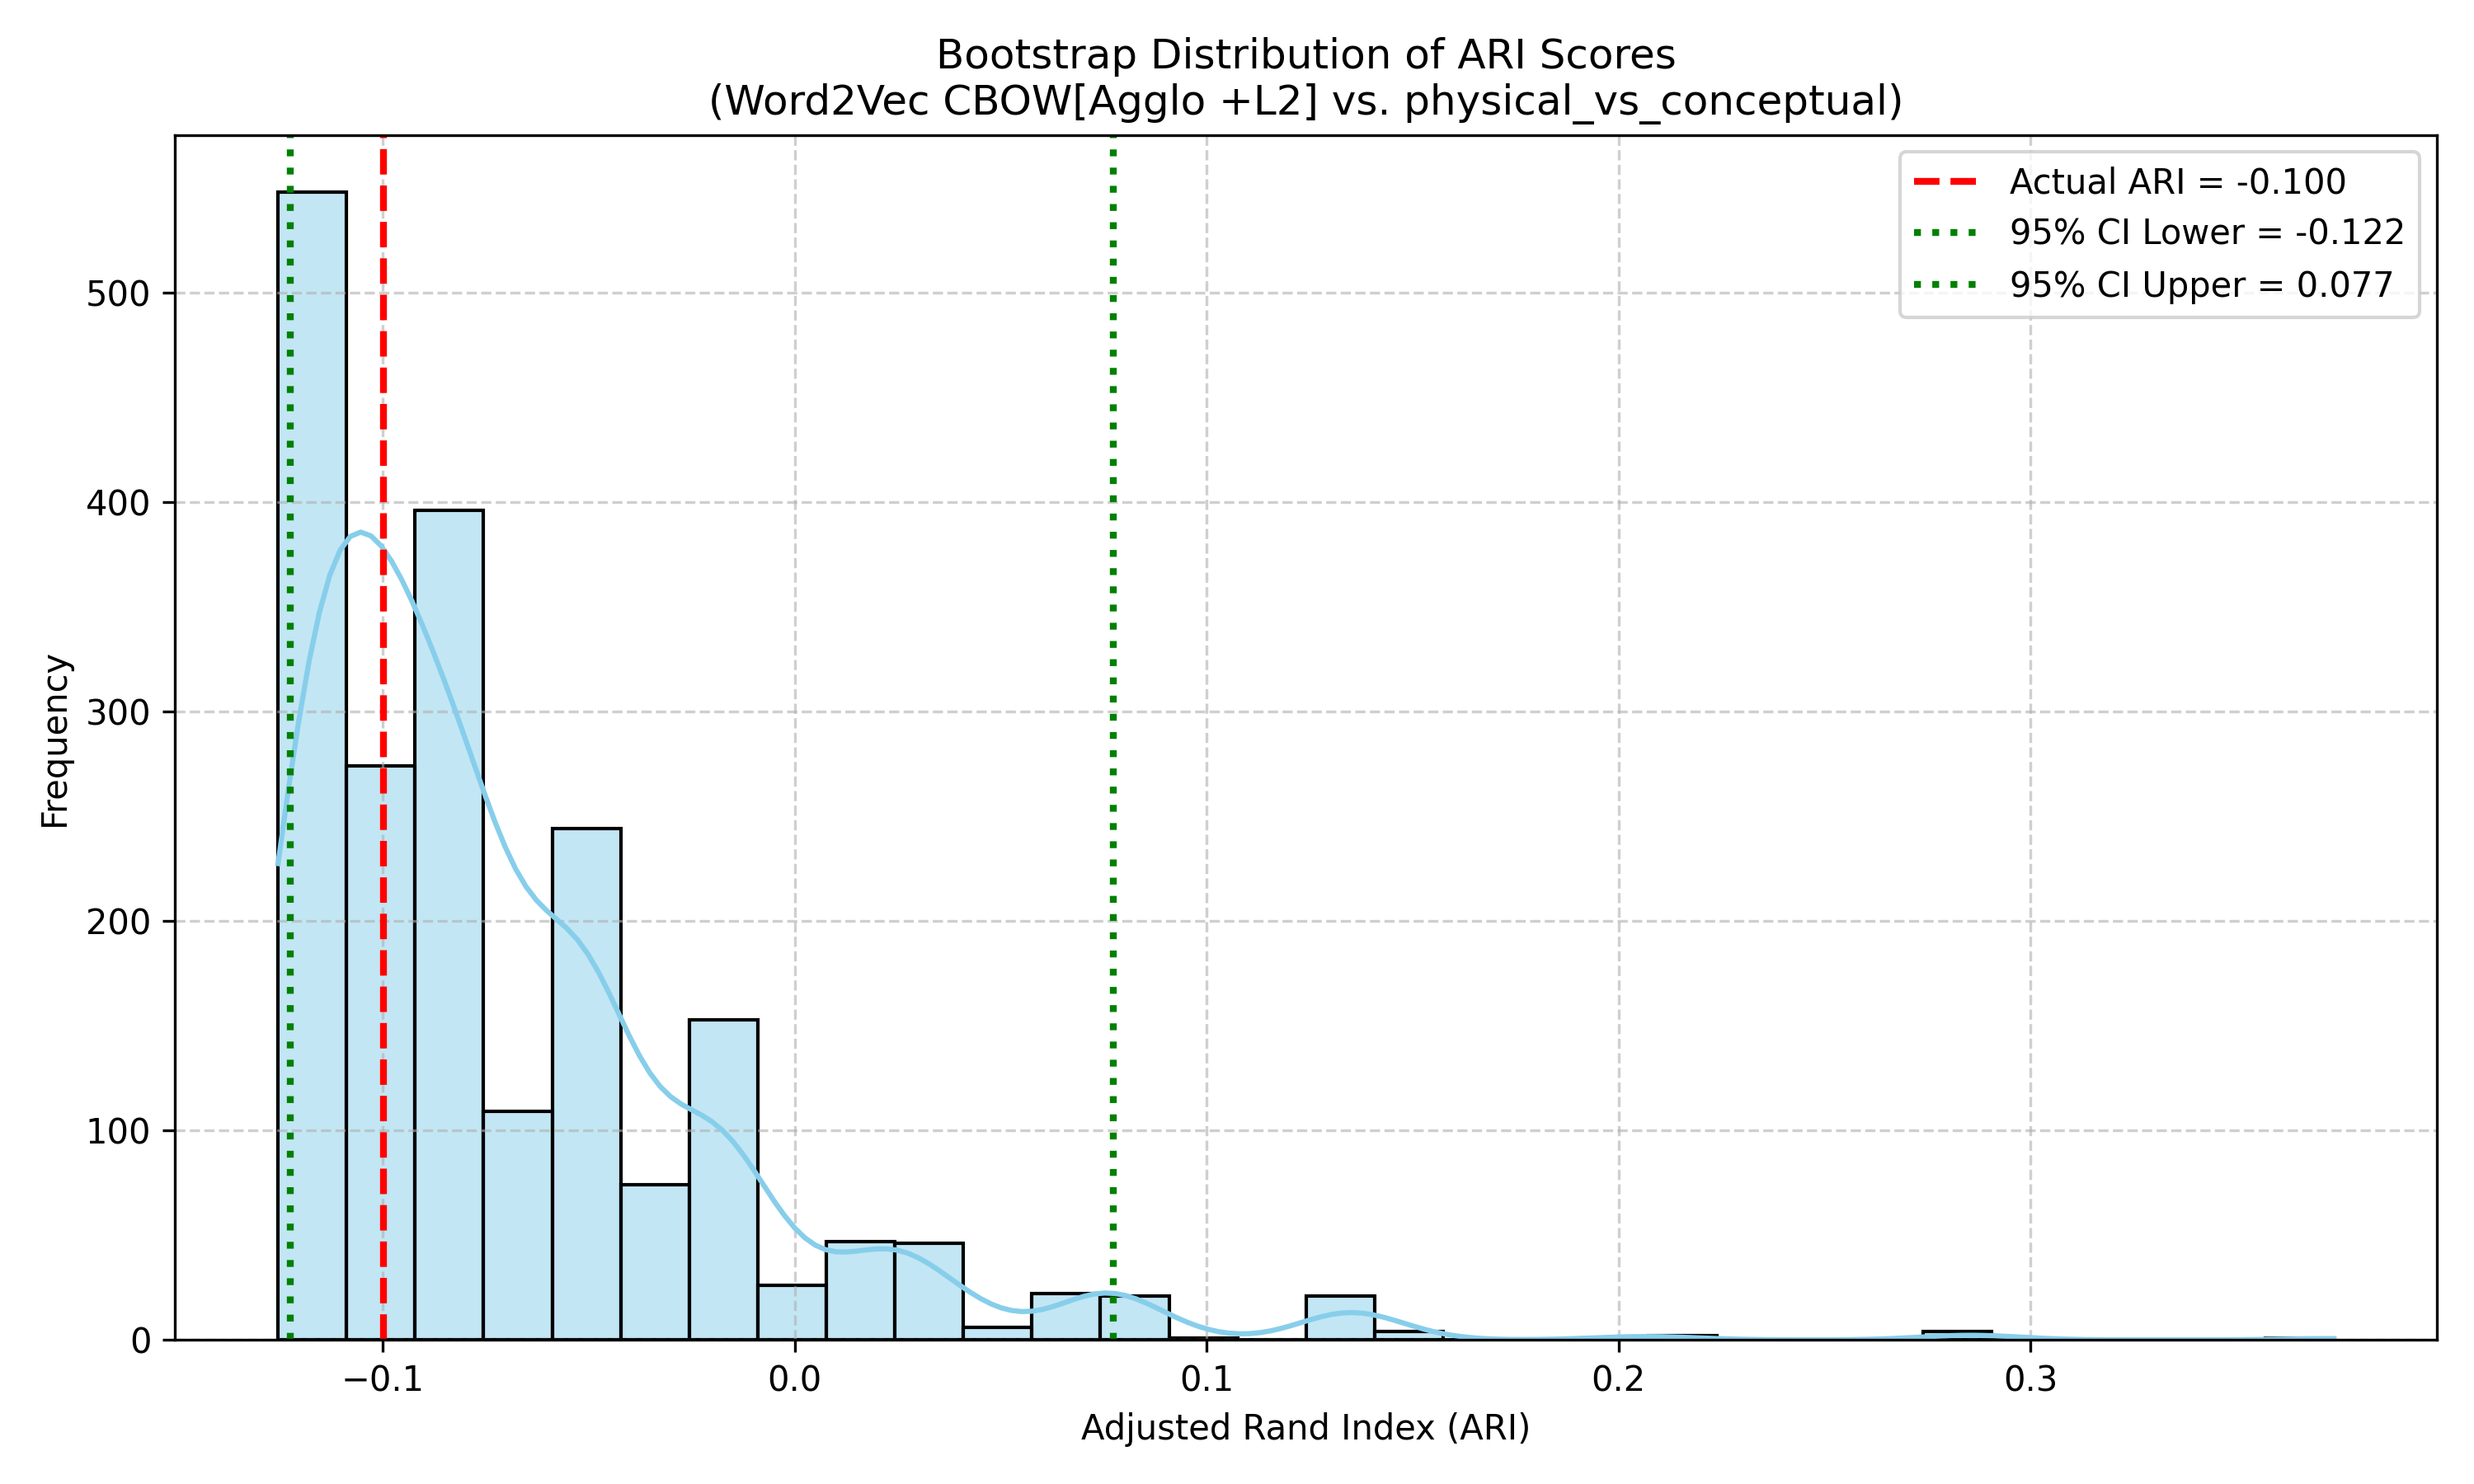 Bootstrap Distribution of ARI Scores
(Word2Vec CBOW[Agglo +L2] vs. physical_vs_conceptual)
Actual ARI = -0.100
95% CI Lower = -0.122
95% CI Upper = 0.077
Frequency
500
400
300
200
100
0
−0.1
0.0
0.1
0.2
0.3
Adjusted Rand Index (ARI)